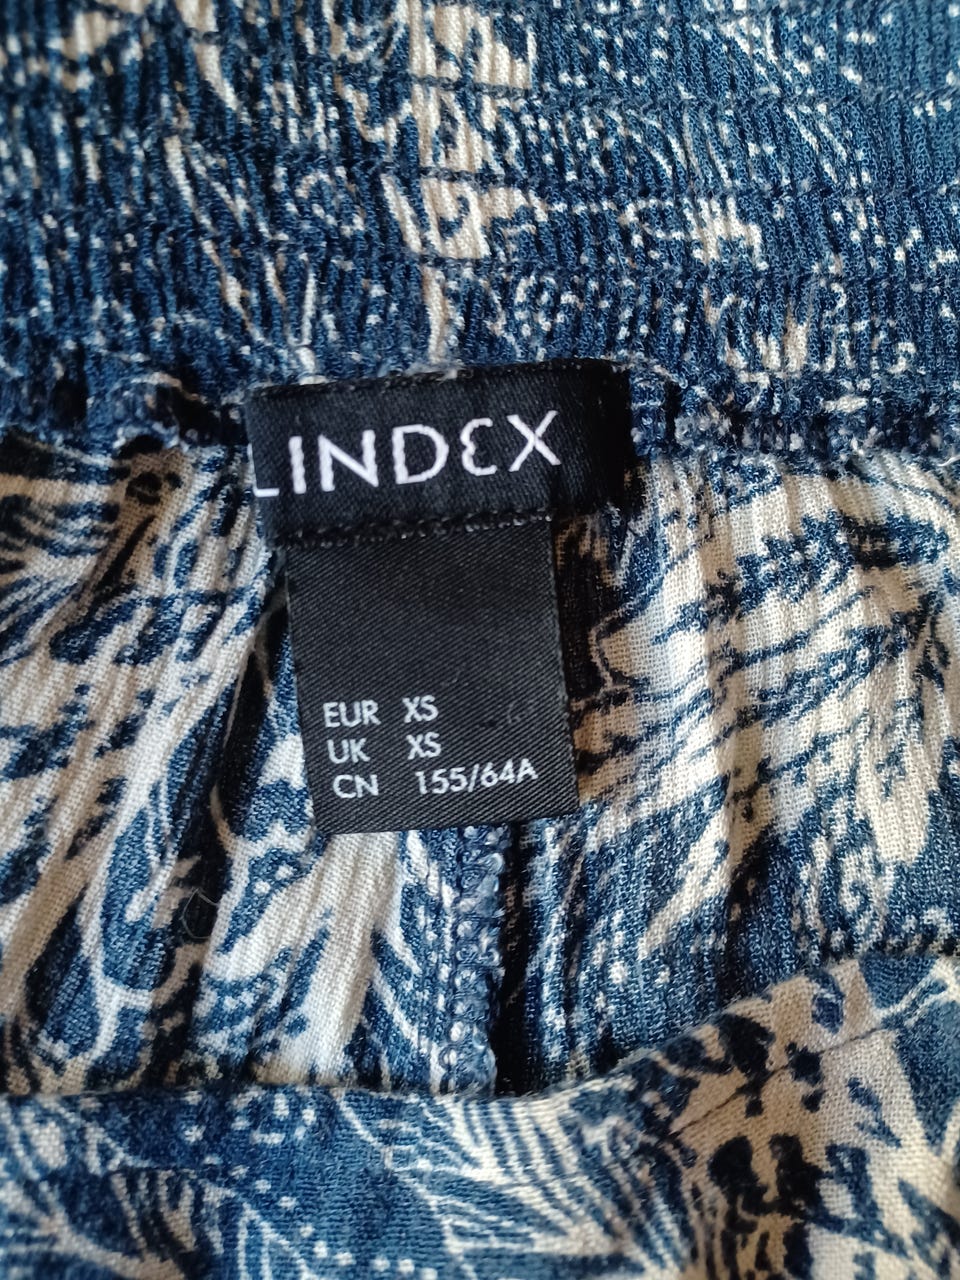 LINDEX
EUR XS
UK XS
CN 155/64A